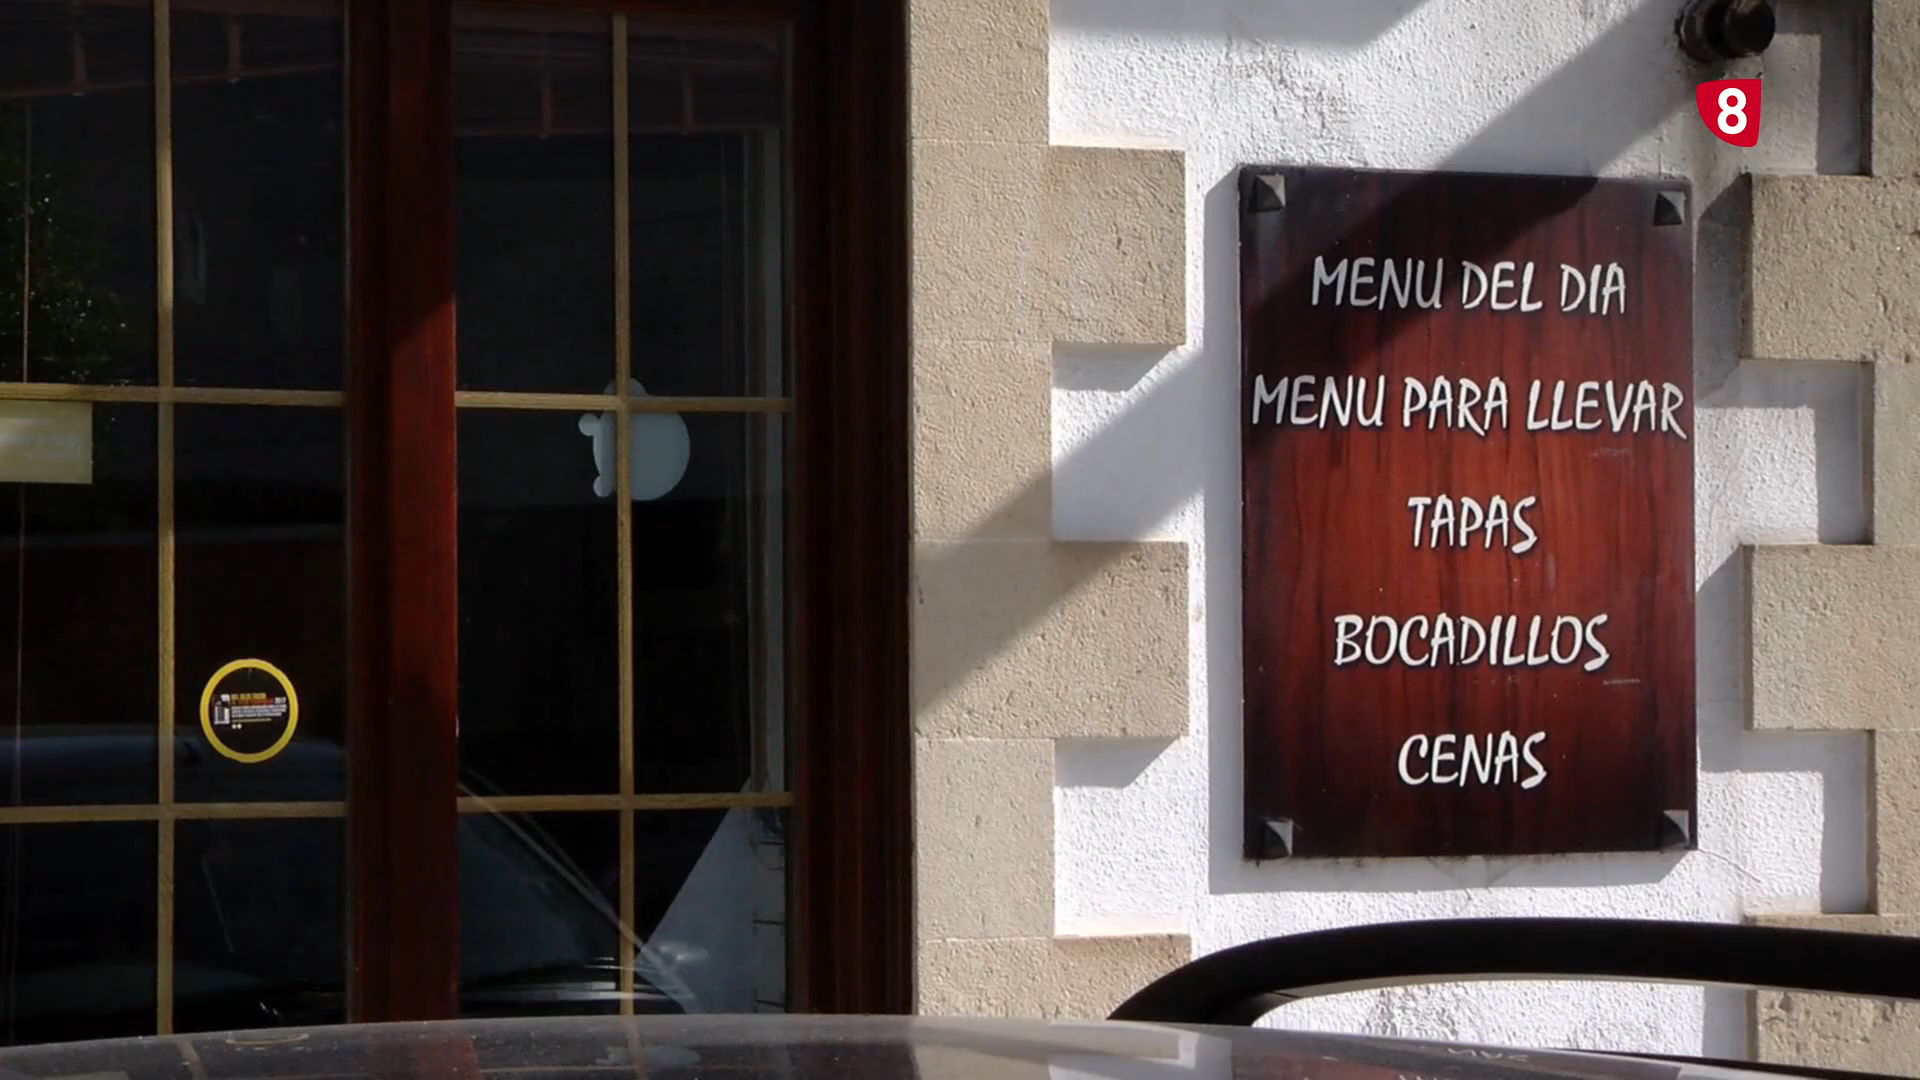 8
MENU DEL DIA
MENU PARA LLEVAR
TAPAS
BOCADILLOS
CENAS